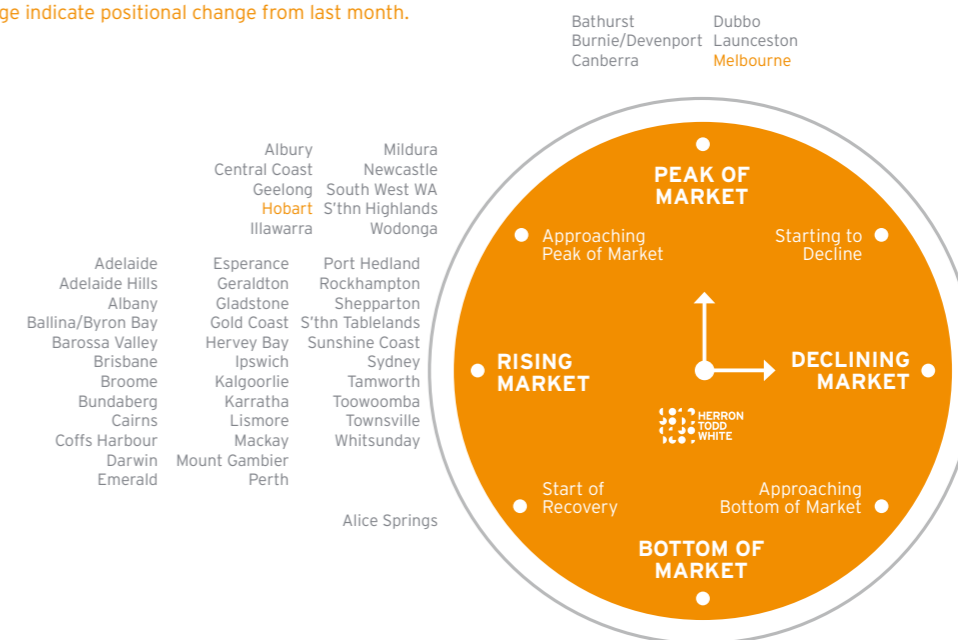 ge indicate positional change from last month.
Bathurst Dubbo
Burnie/Devenport Launceston
Canberra Melbourne
Albury Mildura
Central Coast Newcastle
Geelong South West WA
Hobart S'thn Highlands
Illawarra Wodonga
Adelaide Esperance Port Hedland
Adelaide Hills Geraldton Rockhampton
Albany Gladstone Shepparton
Ballina/Byron Bay Gold Coast S'thn Tablelands
Barossa Valley Hervey Bay Sunshine Coast
Brisbane Ipswich Sydney
Broome Kalgoorlie Tamworth
Bundaberg Karratha Toowoomba
Cairns Lismore Townsville
Coffs Harbour Mackay Whitsunday
Darwin Mount Gambier
Emerald Perth
Alice Springs
PEAK OF
MARKET
Approaching
Peak of Market
Starting to
Decline
RISING
MARKET
DECLINING
MARKET
HERRON
TODD
WHITE
Start of
Recovery
Approaching
Bottom of Market
BOTTOM OF
MARKET